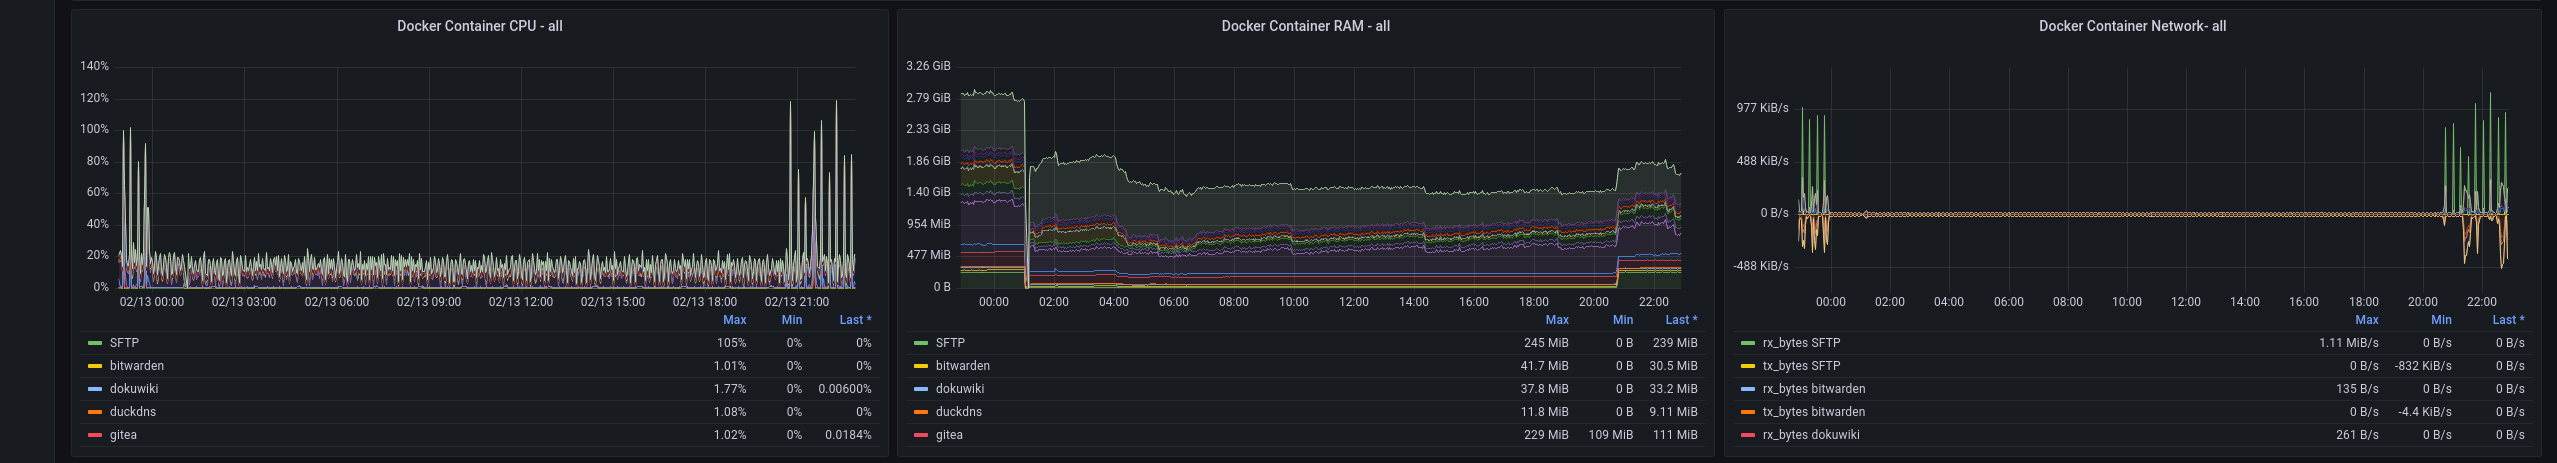 Docker Container CPU - all
140%
120%
100%
80%
60%
40%
20%
0%
02/13 00:00 02/13 03:00 02/13 06:00 02/13 09:00 02/13 12:00 02/13 15:00 02/13 18:00 02/13 21:00
Max Min Last *
SFTP 105% 0% 0%
bitwarden 1.01% 0% 0%
dokuwiki 1.77% 0% 0.00600%
duckdns 1.08% 0% 0%
gitea 1.02% 0% 0.0184%
Docker Container RAM - all
3.26 GiB
2.79 GiB
2.33 GiB
1.86 GiB
1.40 GiB
954 MiB
477 MiB
0 B
00:00 02:00 04:00 06:00 08:00 10:00 12:00 14:00 16:00 18:00 20:00 22:00
Max Min Last *
SFTP 245 MiB 0 B 239 MiB
bitwarden 41.7 MiB 0 B 30.5 MiB
dokuwiki 37.8 MiB 0 B 33.2 MiB
duckdns 11.8 MiB 0 B 9.11 MiB
gitea 229 MiB 109 MiB 111 MiB
Docker Container Network- all
977 KiB/s
488 KiB/s
0 B/s
-488 KiB/s
00:00 02:00 04:00 06:00 08:00 10:00 12:00 14:00 16:00 18:00 20:00 22:00
Max Min Last *
rx_bytes SFTP 1.11 MiB/s 0 B/s 0 B/s
tx_bytes SFTP 0 B/s -832 KiB/s 0 B/s
rx_bytes bitwarden 135 B/s 0 B/s 0 B/s
tx_bytes bitwarden 0 B/s -4.4 KiB/s 0 B/s
rx_bytes dokuwiki 261 B/s 0 B/s 0 B/s